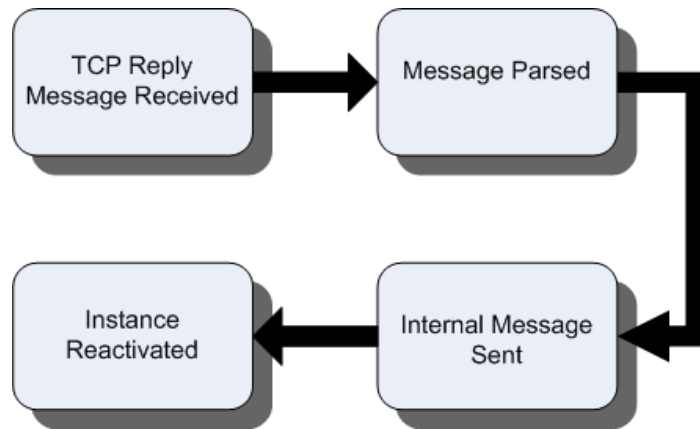 TCP Reply
Message Received
Message Parsed
Internal Message
Sent
Instance
Reactivated